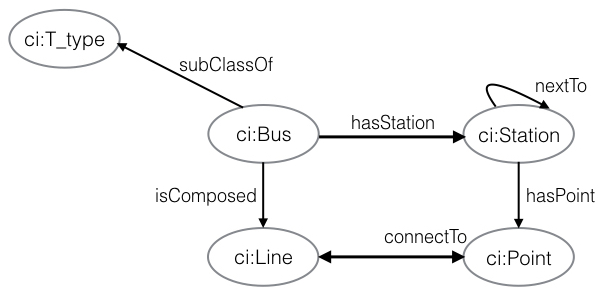 ci:T_type
subClassOf
nextTo
ci:Bus
hasStation
ci:Station
isComposed
hasPoint
ci:Line
connectTo
ci:Point